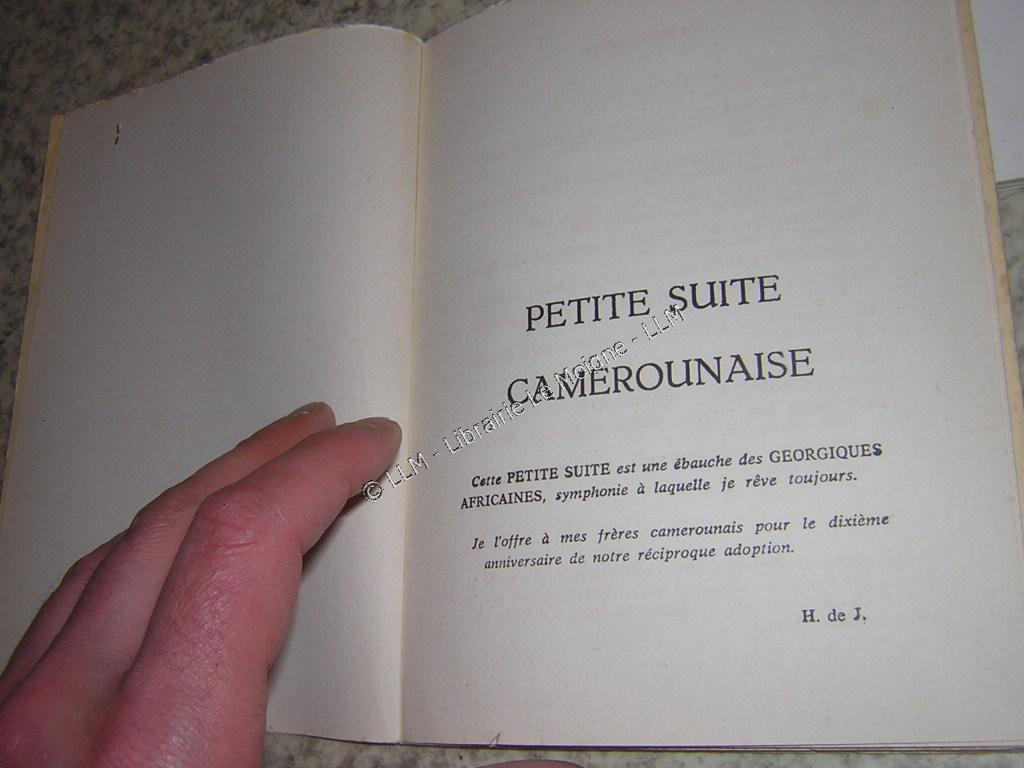 PETITE SUITE
CAMEROUNAISE
Cette PETITE SUITE est une ébauche des GEORGIQUES
AFRICAINES, symphonie à laquelle je rêve toujours.
Je l'offre à mes frères camerounais pour le dixième
anniversaire de notre réciproque adoption.
H. de J.
© LLM - Librairie Le Moigne - LLM